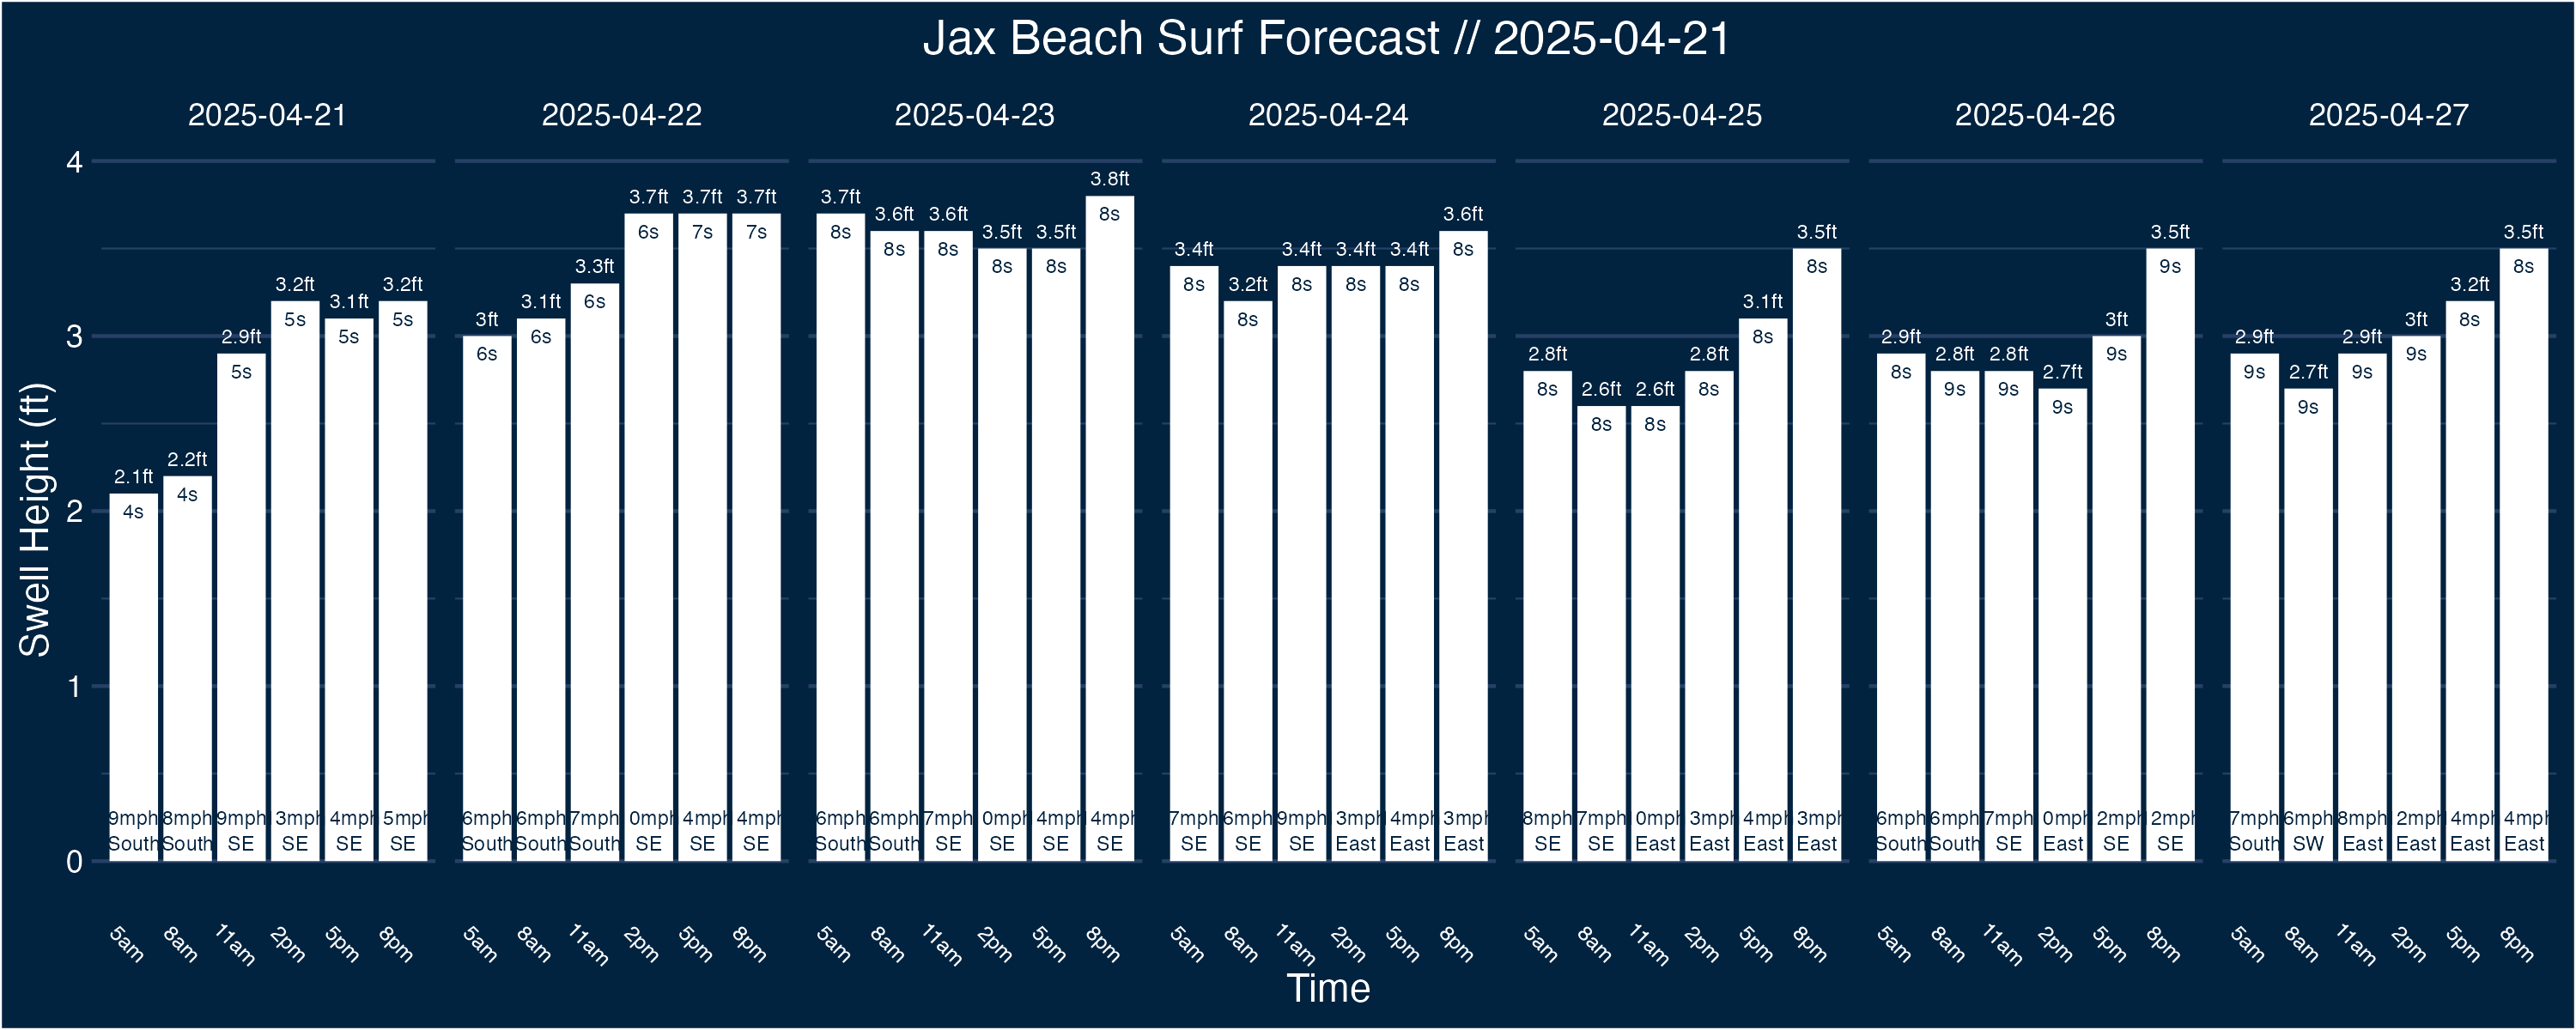 Jax Beach Surf Forecast // 2025-04-21
2025-04-21 2025-04-22 2025-04-23 2025-04-24 2025-04-25 2025-04-26 2025-04-27
Swell Height (ft)
4
3
2
1
0
2.1ft 2.2ft 2.9ft 3.2ft 3.1ft 3.2ft
4s 4s 5s 5s 5s 5s
9mph 8mph 9mph 3mph 4mph 5mph
South South SE SE SE SE
5am 8am 11am 2pm 5pm 8pm
3ft 3.1ft 3.3ft 3.7ft 3.7ft 3.7ft
6s 6s 6s 6s 7s 7s
6mph 6mph 7mph 0mph 4mph 4mph
South South South SE SE SE
5am 8am 11am 2pm 5pm 8pm
3.7ft 3.6ft 3.6ft 3.5ft 3.5ft 3.8ft
8s 8s 8s 8s 8s 8s
6mph 6mph 7mph 0mph 4mph 14mph
South South SE SE SE SE
5am 8am 11am 2pm 5pm 8pm
3.4ft 3.2ft 3.4ft 3.4ft 3.4ft 3.6ft
8s 8s 8s 8s 8s 8s
7mph 6mph 9mph 3mph 4mph 3mph
SE SE SE East East East
5am 8am 11am 2pm 5pm 8pm
2.8ft 2.6ft 2.6ft 2.8ft 3.1ft 3.5ft
8s 8s 8s 8s 8s 8s
8mph 7mph 0mph 3mph 4mph 3mph
SE SE East East East East
5am 8am 11am 2pm 5pm 8pm
2.9ft 2.8ft 2.8ft 2.7ft 3ft 3.5ft
8s 9s 9s 9s 9s 9s
6mph 6mph 7mph 0mph 2mph 12mph
South South SE East SE SE
5am 8am 11am 2pm 5pm 8pm
2.9ft 2.7ft 2.9ft 3ft 3.2ft 3.5ft
9s 9s 9s 9s 8s 8s
7mph 6mph 8mph 2mph 14mph 4mph
South SW East East East East
5am 8am 11am 2pm 5pm 8pm
Time